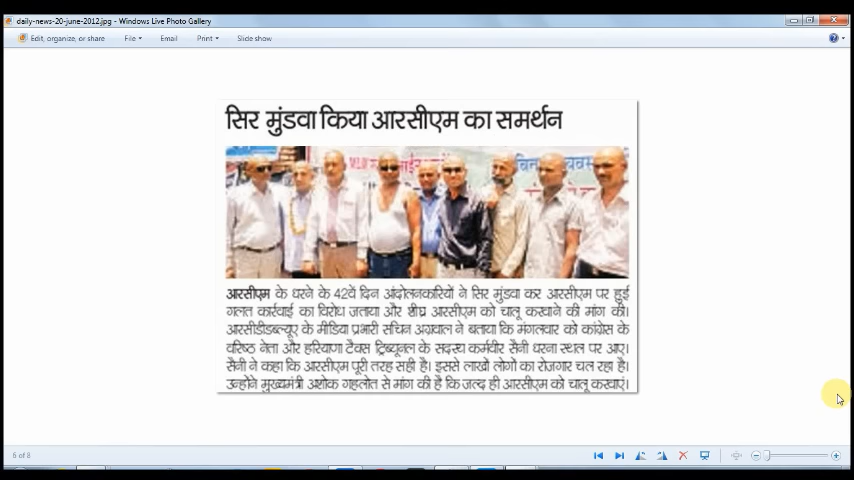 daily-news-20-june-2012.jpg - Windows Live Photo Gallery
Edit, organize, or share File Email Print Slide show
सिर मुंडवा किया आरसीएम का समर्थन
आरसीएम के धरने के 42वें दिन आंदोलनकारियों ने सिर मुंडवा कर आरसीएम पर हुई
गलत कार्रवाई का विरोध जताया और शीघ्र आरसीएम को चालू करवाने की मांग की।
आरसीडीडब्ल्यूए के मीडिया प्रभारी सचिन अग्रवाल ने बताया कि मंगलवार को कांग्रेस के
वरिष्ठ नेता और हरियाणा टैक्स ट्रिब्यूनल के सदस्य कर्मवीर सैनी धरना स्थल पर आए।
सैनी ने कहा कि आरसीएम पूरी तरह सही है। इससे लाखों लोगों का रोजगार चल रहा है।
उन्होंने मुख्यमंत्री अशोक गहलोत से मांग की है कि जल्द ही आरसीएम को चालू करवाएं।
5 of 8